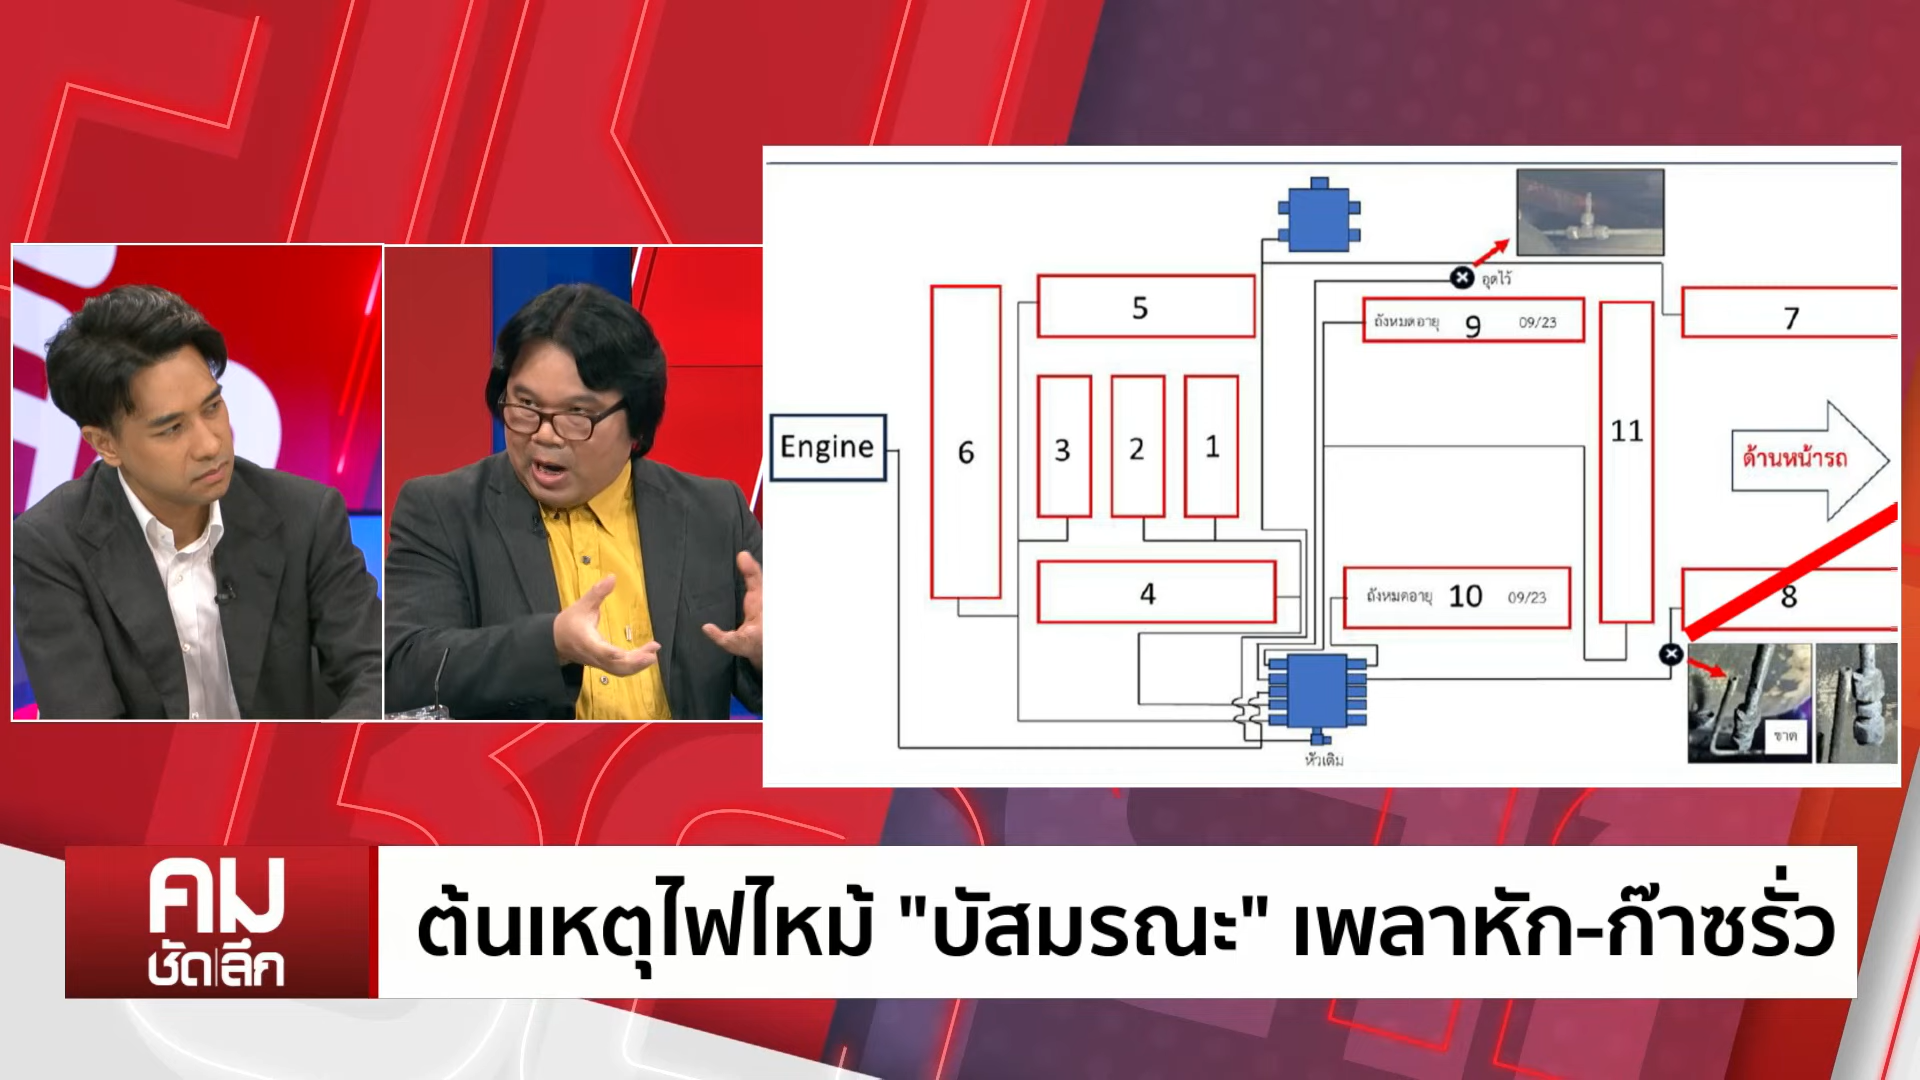 5
อุดไว้
ถังหมดอายุ 9 09/23
7
6
3
2
1
11
Engine
ด้านหน้ารถ
4
ถังหมดอายุ 10 09/23
8
ขาด
หัวเติม
คม
ชัด|ลึก
ต้นเหตุไฟไหม้ "บัสมรณะ" เพลาหัก-ก๊าซรั่ว